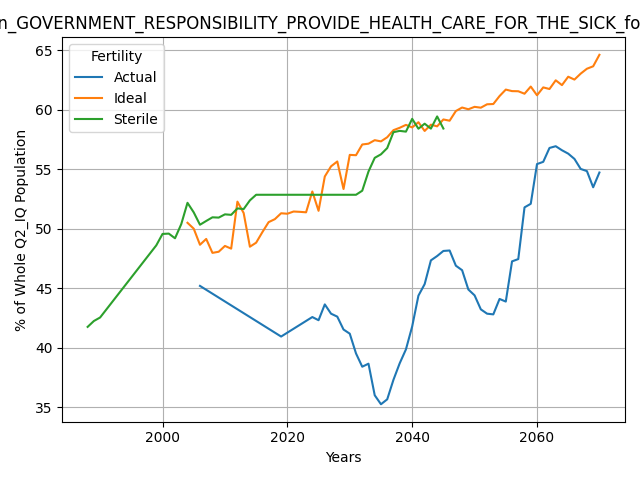 n_GOVERNMENT_RESPONSIBILITY_PROVIDE_HEALTH_CARE_FOR_THE_SICK_fo
Fertility
Actual
Ideal
Sterile
% of Whole Q2_IQ Population
65
60
55
50
45
40
35
2000 2020 2040 2060
Years